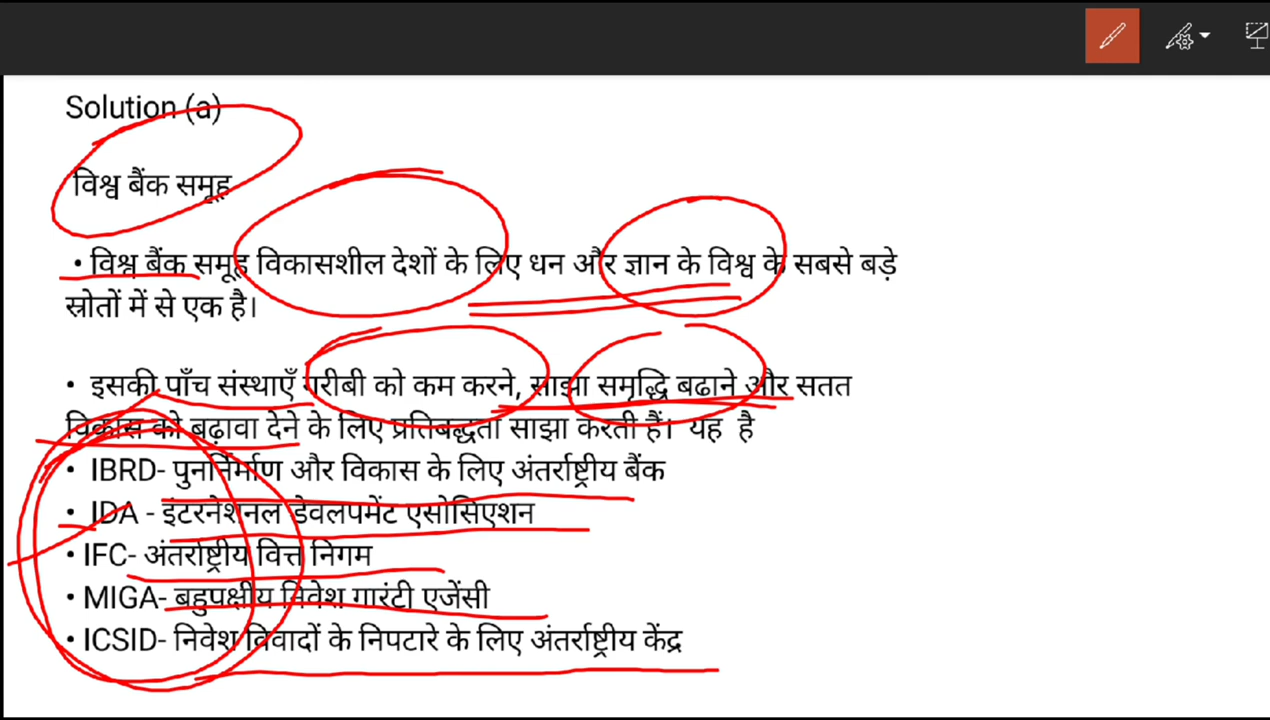 Solution (a)
विश्व बैंक समूह
• विश्व बैंक समूह विकासशील देशों के लिए धन और ज्ञान के विश्व के सबसे बड़े
स्रोतों में से एक है।
• इसकी पाँच संस्थाएँ गरीबी को कम करने, साझा समृद्धि बढाने और सतत
विकास को बढ़ावा देने के लिए प्रतिबद्धता साझा करती हैं। यह है
• IBRD- पुनर्निर्माण और विकास के लिए अंतर्राष्ट्रीय बैंक
• IDA - इंटरनेशनल डेवलपमेंट एसोसिएशन
• IFC- अंतर्राष्ट्रीय वित्त निगम
• MIGA- बहुपक्षीय निवेश गारंटी एजेंसी
• ICSID- निवेश विवादों के निपटारे के लिए अंतर्राष्ट्रीय केंद्र